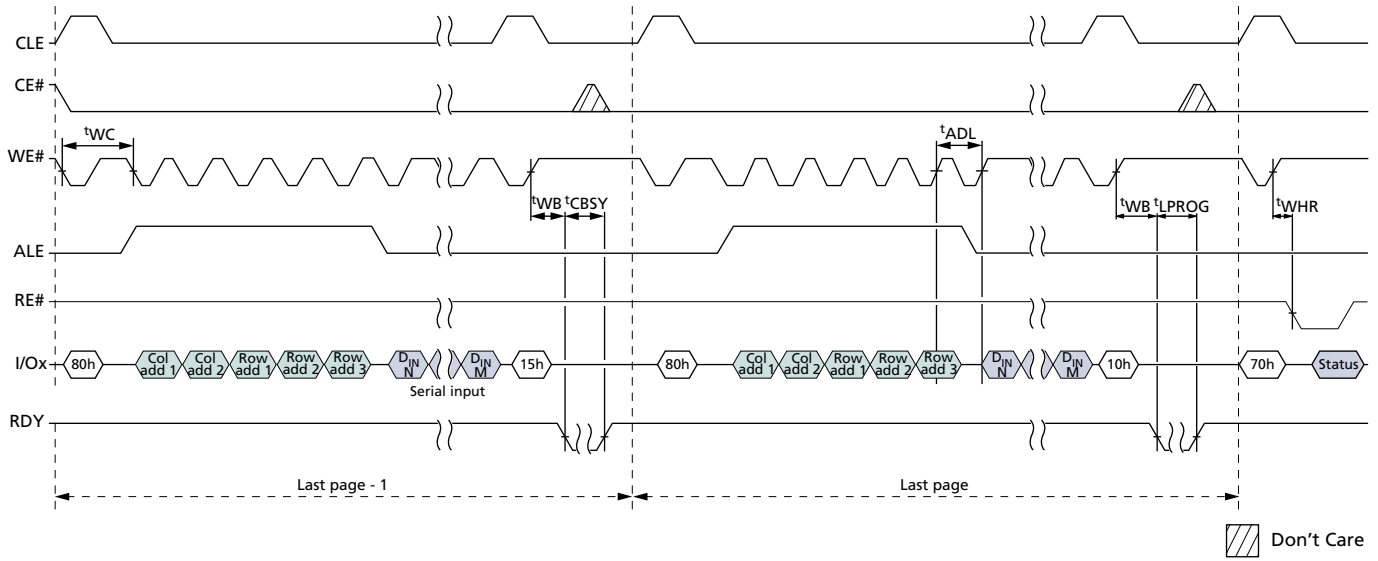 CLE
CE#
tWC
tADL
WE#
tWB tCBSY
tWB tLPROG
tWHR
ALE
RE#
I/Ox
80h
Col add 1
Col add 2
Row add 1
Row add 2
Row add 3
DIN N
DIN M
15h
80h
Col add 1
Col add 2
Row add 1
Row add 2
Row add 3
DIN N
DIN M
10h
70h
Status
Serial input
RDY
Last page - 1
Last page
Don't Care